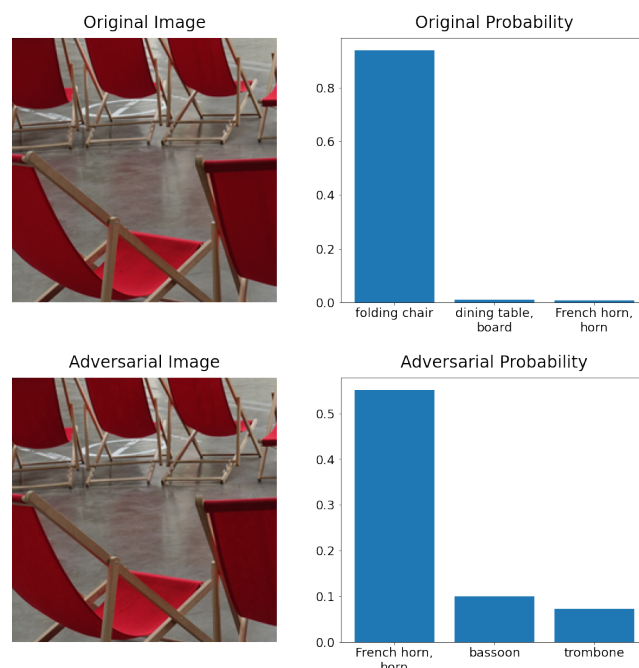 Original Image
Original Probability
0.8
0.6
0.4
0.2
0.0
folding chair
dining table,
board
French horn,
horn
Adversarial Image
Adversarial Probability
0.5
0.4
0.3
0.2
0.1
0.0
French horn,
horn
bassoon
trombone